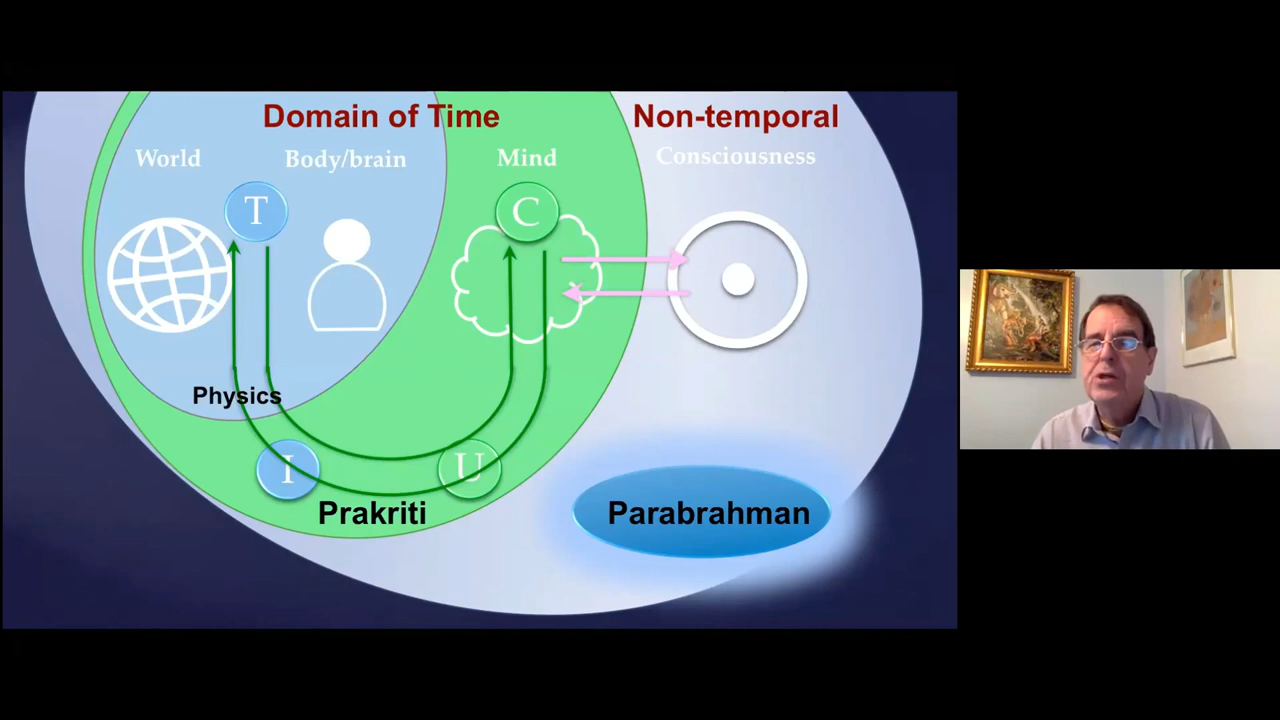 Domain of Time
Non-temporal
World
Body/brain
Mind
Consciousness
T
C
Physics
I
U
Prakriti
Parabrahman